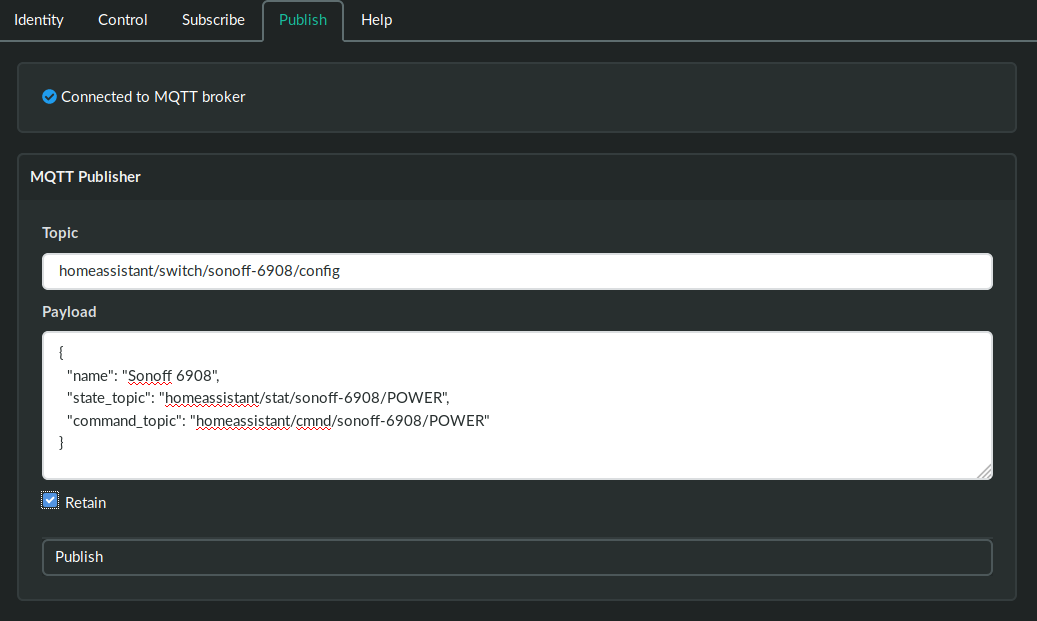 Identity Control Subscribe Publish Help
Connected to MQTT broker
MQTT Publisher
Topic
homeassistant/switch/sonoff-6908/config
Payload
{
"name": "Sonoff 6908",
"state_topic": "homeassistant/stat/sonoff-6908/POWER",
"command_topic": "homeassistant/cmnd/sonoff-6908/POWER"
}
Retain
Publish